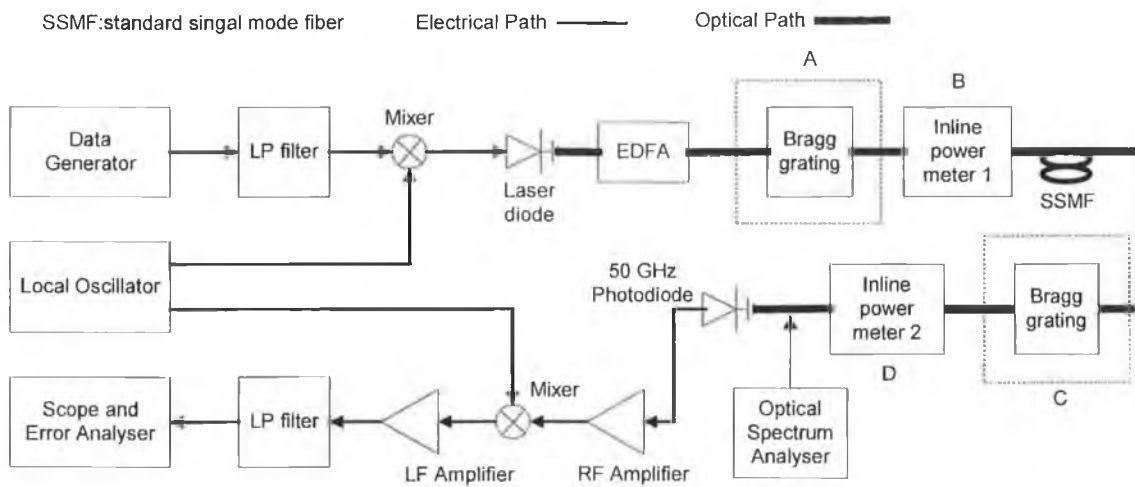 SSMF:standard singal mode fiber
Electrical Path
Optical Path
A
B
Data
Generator
LP filter
Mixer
Laser
diode
EDFA
Bragg
grating
Inline
power
meter 1
SSMF
Local Oscillator
50 GHz
Photodiode
Inline
power
meter 2
Bragg
grating
D
C
Scope and
Error Analyser
LP filter
LF Amplifier
Mixer
RF Amplifier
Optical
Spectrum
Analyser